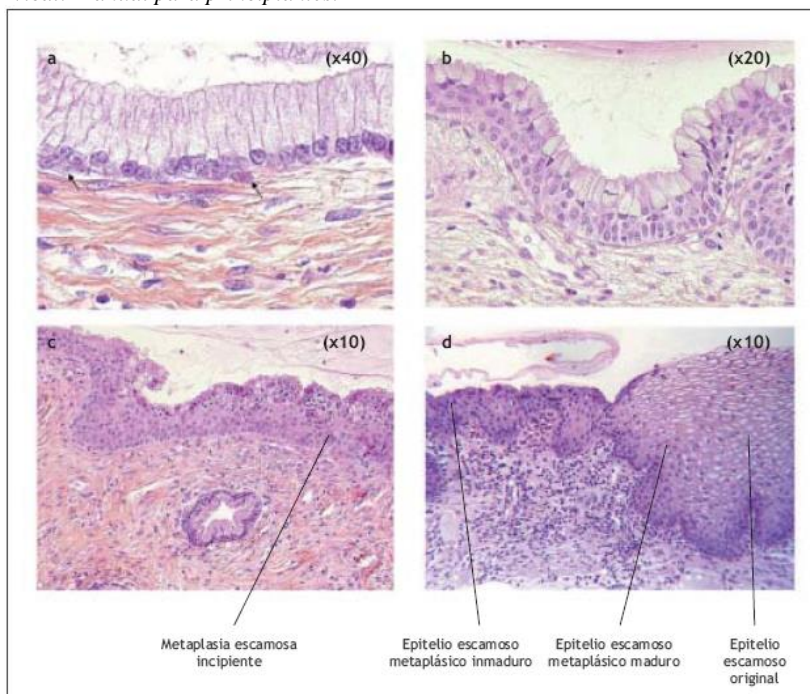 a (x40)
b (x20)
c (x10)
d (x10)
Metaplasia escamosa
incipiente
Epitelio escamoso
metaplásico inmaduro
Epitelio escamoso
metaplásico maduro
Epitelio
escamoso
original